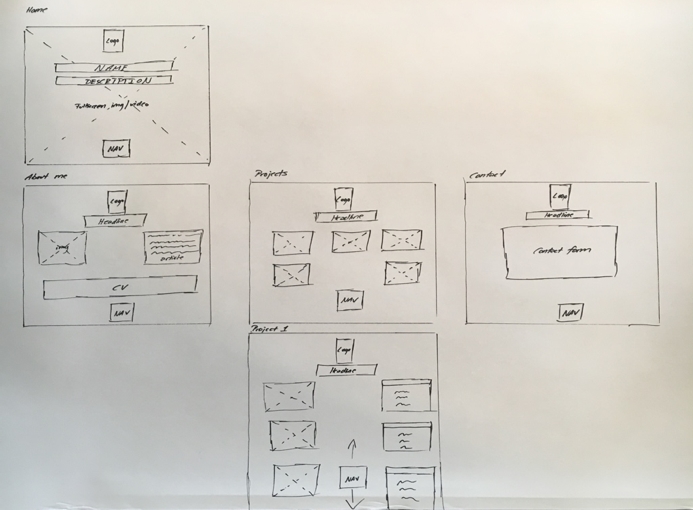 Home
Logo
NAME
DESCRIPTION
Fullscreen img/video
NAV
About me
Logo
Headline
img
article
CV
NAV
Projects
Logo
Headline
NAV
Contact
Logo
Headline
Contact form
NAV
Project 1
Logo
Headline
NAV